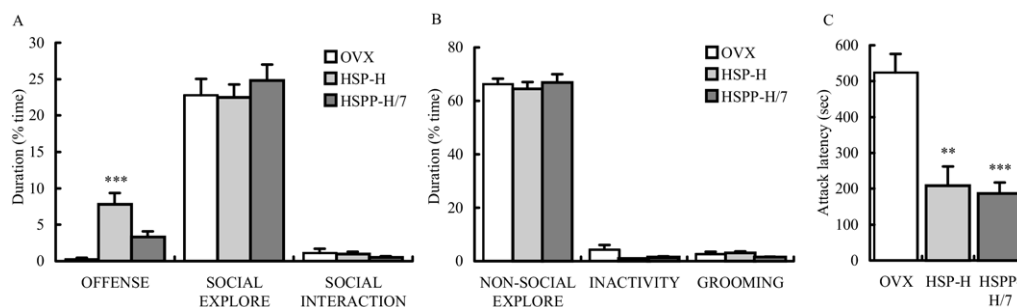 A
Duration (% time)
30
25
20
15
10
5
0
OVX
HSP-H
HSPP-H/7
***
OFFENSE
SOCIAL
EXPLORE
SOCIAL
INTERACTION
B
Duration (% time)
80
60
40
20
0
OVX
HSP-H
HSPP-H/7
NON-SOCIAL
EXPLORE
INACTIVITY
GROOMING
C
Attack latency (sec)
600
500
400
300
200
100
0
**
***
OVX
HSP-H
HSPP
H/7